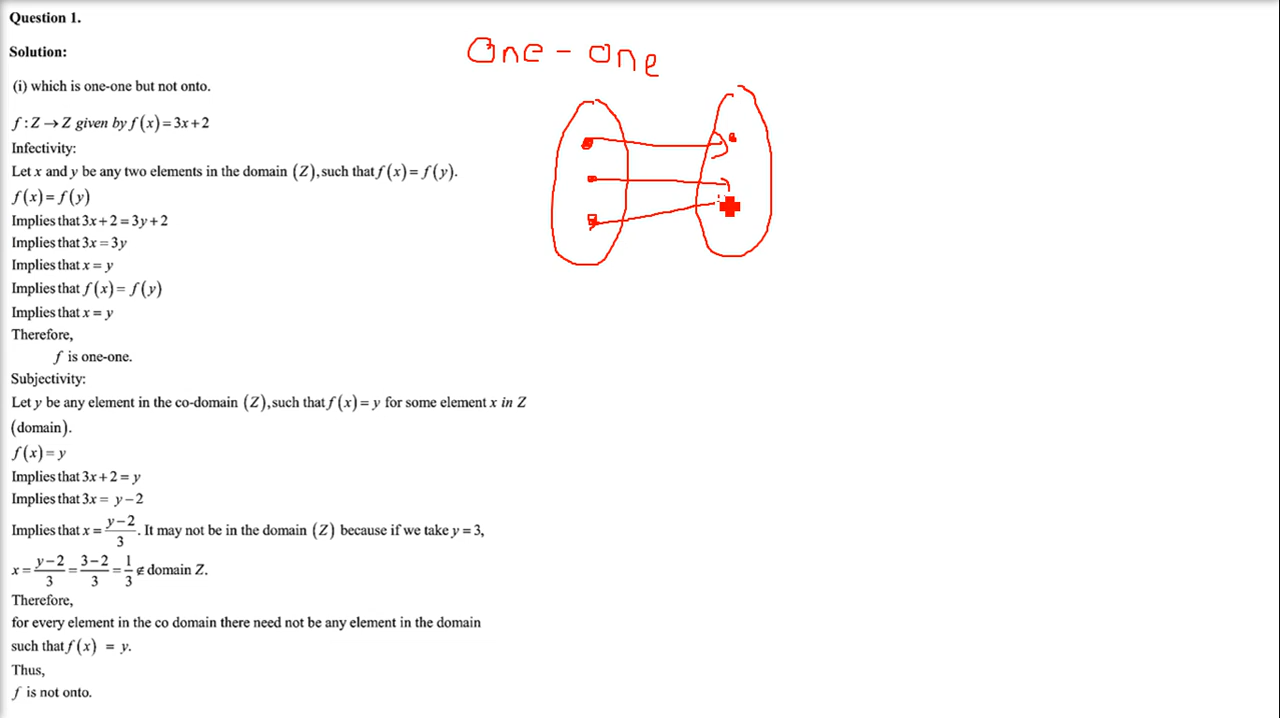 Question 1.
One - one
Solution:
(i) which is one-one but not onto.
f : Z → Z given by f(x) = 3x + 2
Infectivity:
Let x and y be any two elements in the domain (Z), such that f(x) = f(y).
f(x) = f(y)
Implies that 3x + 2 = 3y + 2
Implies that 3x = 3y
Implies that x = y
Implies that f(x) = f(y)
Implies that x = y
Therefore,
f is one-one.
Subjectivity:
Let y be any element in the co-domain (Z), such that f(x) = y for some element x in Z
(domain).
f(x) = y
Implies that 3x + 2 = y
Implies that 3x = y − 2
Implies that x = (y−2)/3. It may not be in the domain (Z) because if we take y = 3,
x = (y−2)/3 = (3−2)/3 = 1/3 ∉ domain Z.
Therefore,
for every element in the co domain there need not be any element in the domain
such that f(x) = y.
Thus,
f is not onto.